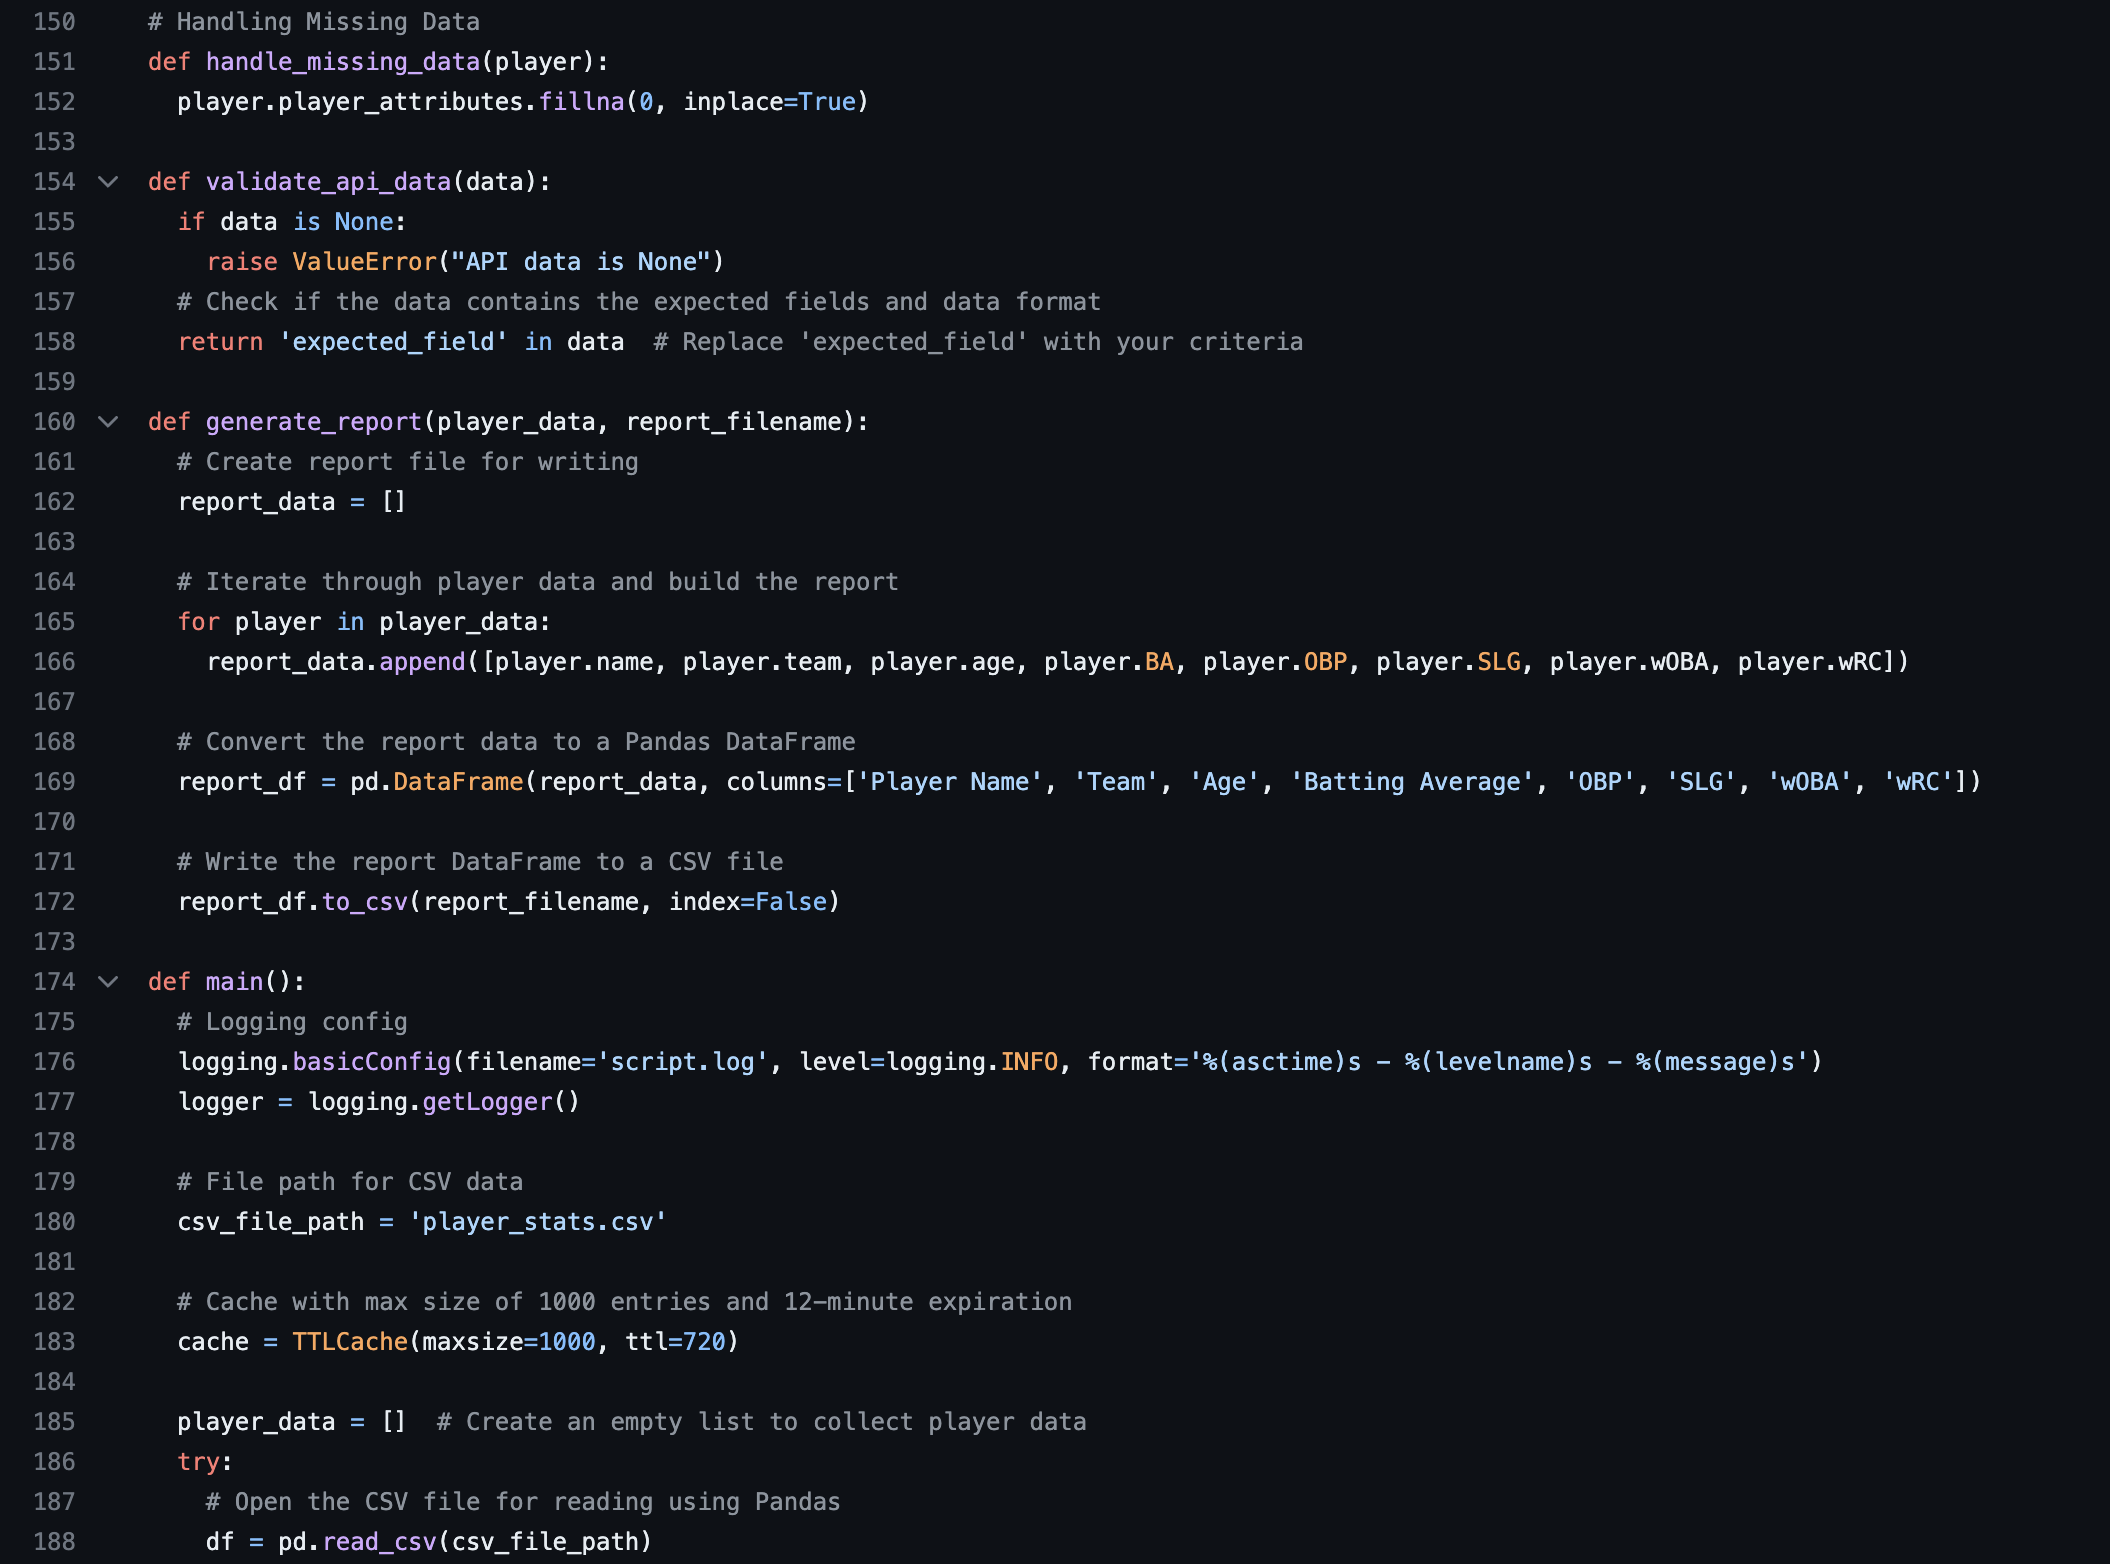 150 # Handling Missing Data
151 def handle_missing_data(player):
152   player.player_attributes.fillna(0, inplace=True)
153
154 def validate_api_data(data):
155   if data is None:
156     raise ValueError("API data is None")
157   # Check if the data contains the expected fields and data format
158   return 'expected_field' in data  # Replace 'expected_field' with your criteria
159
160 def generate_report(player_data, report_filename):
161   # Create report file for writing
162   report_data = []
163
164   # Iterate through player data and build the report
165   for player in player_data:
166     report_data.append([player.name, player.team, player.age, player.BA, player.OBP, player.SLG, player.wOBA, player.wRC])
167
168   # Convert the report data to a Pandas DataFrame
169   report_df = pd.DataFrame(report_data, columns=['Player Name', 'Team', 'Age', 'Batting Average', 'OBP', 'SLG', 'wOBA', 'wRC'])
170
171   # Write the report DataFrame to a CSV file
172   report_df.to_csv(report_filename, index=False)
173
174 def main():
175   # Logging config
176   logging.basicConfig(filename='script.log', level=logging.INFO, format='%(asctime)s - %(levelname)s - %(message)s')
177   logger = logging.getLogger()
178
179   # File path for CSV data
180   csv_file_path = 'player_stats.csv'
181
182   # Cache with max size of 1000 entries and 12-minute expiration
183   cache = TTLCache(maxsize=1000, ttl=720)
184
185   player_data = []  # Create an empty list to collect player data
186   try:
187     # Open the CSV file for reading using Pandas
188     df = pd.read_csv(csv_file_path)